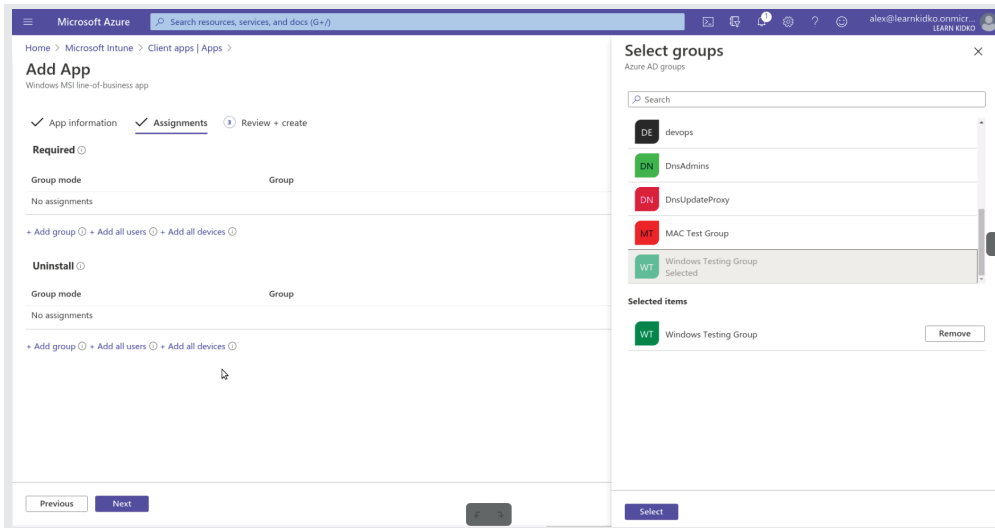 Microsoft Azure
Search resources, services, and docs (G+/)
1
alex@learnkidko.onmicr...
LEARN KIDKO
Home > Microsoft Intune > Client apps | Apps >
Add App
Windows MSI line-of-business app
App information
Assignments
3 Review + create
Required
Group mode Group
No assignments
+ Add group + Add all users + Add all devices
Uninstall
Group mode Group
No assignments
+ Add group + Add all users + Add all devices
Previous Next
Select groups
Azure AD groups
Search
DE devops
DN DnsAdmins
DN DnsUpdateProxy
MT MAC Test Group
WT Windows Testing Group
Selected
Selected items
WT Windows Testing Group Remove
Select